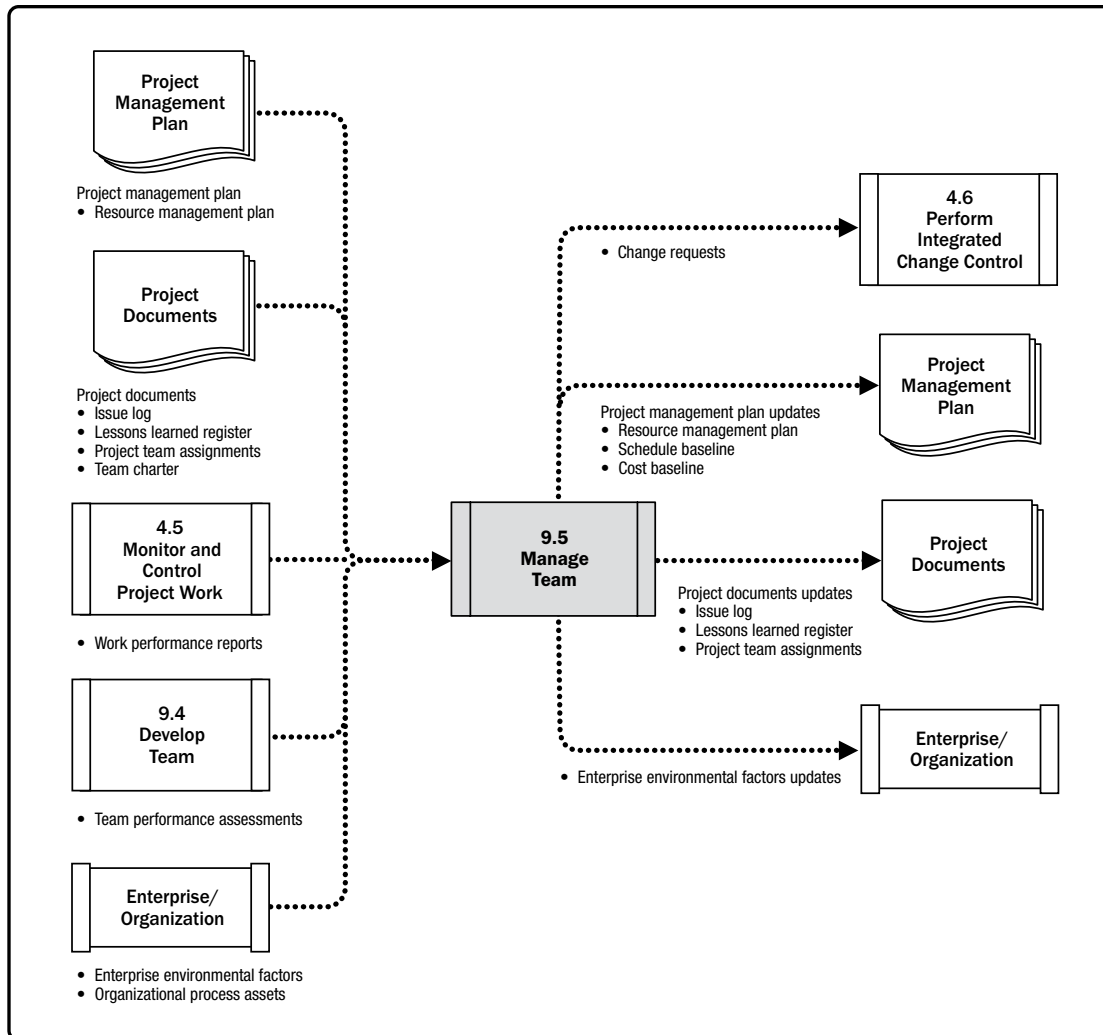 Project
Management
Plan
Project management plan
• Resource management plan
Project
Documents
Project documents
• Issue log
• Lessons learned register
• Project team assignments
• Team charter
4.5
Monitor and
Control
Project Work
• Work performance reports
9.4
Develop
Team
• Team performance assessments
Enterprise/
Organization
• Enterprise environmental factors
• Organizational process assets
9.5
Manage
Team
• Change requests
4.6
Perform
Integrated
Change Control
Project management plan updates
• Resource management plan
• Schedule baseline
• Cost baseline
Project
Management
Plan
Project documents updates
• Issue log
• Lessons learned register
• Project team assignments
Project
Documents
• Enterprise environmental factors updates
Enterprise/
Organization